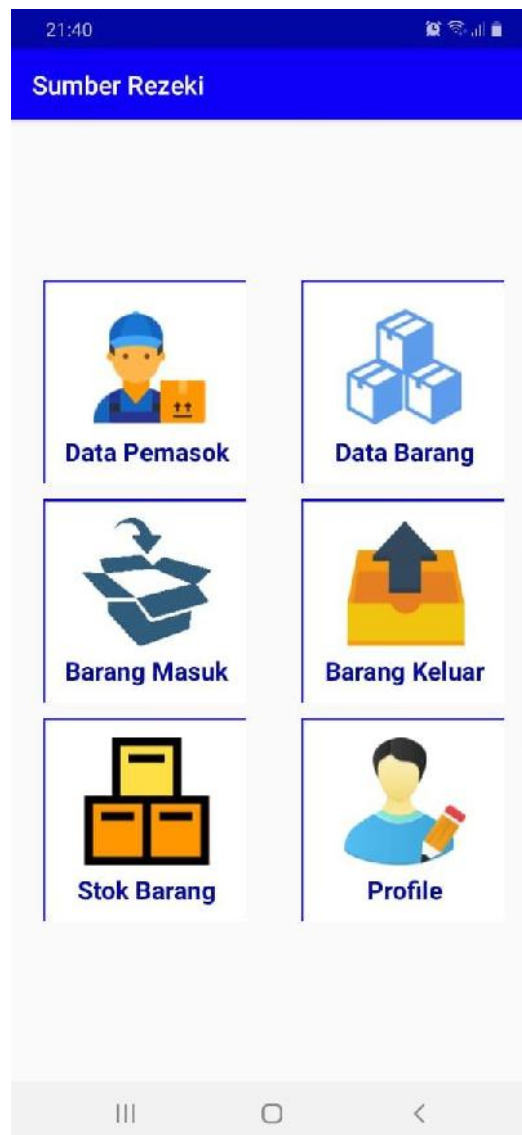 21:40
Sumber Rezeki
Data Pemasok
Data Barang
Barang Masuk
Barang Keluar
Stok Barang
Profile